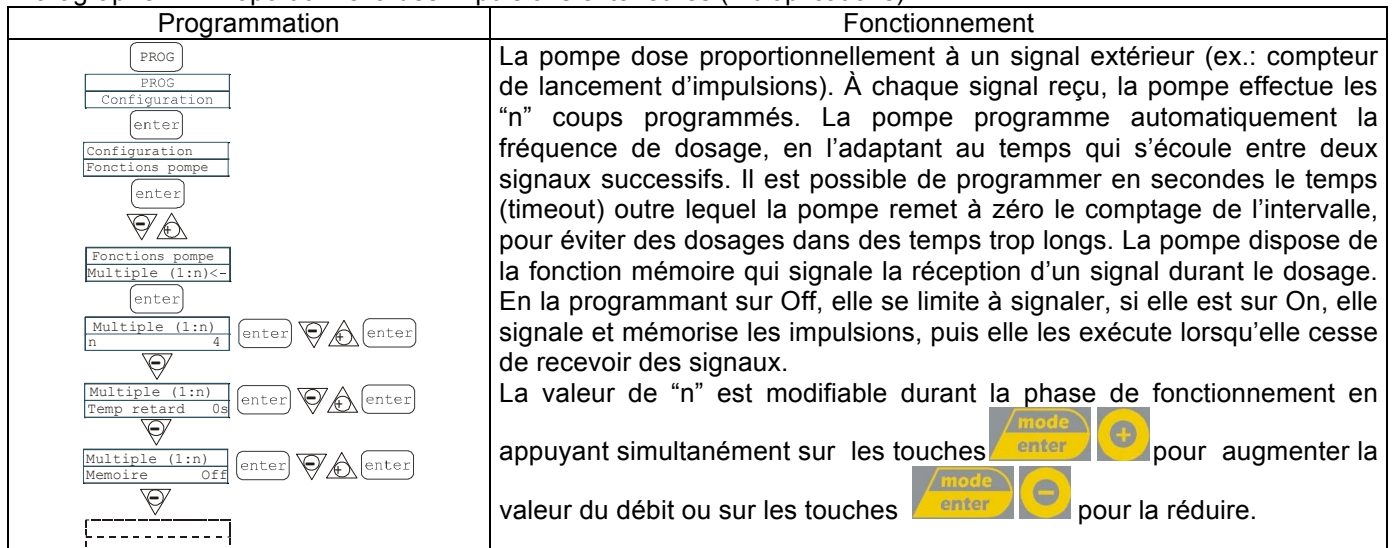 Programmation
PROG
PROG
Configuration
enter
Configuration
Fonctions pompe
enter
- +
Fonctions pompe
Multiple (1:n)<-
enter
Multiple (1:n)
n 4 enter - + enter
-
Multiple (1:n)
Temp retard 0s enter - + enter
-
Multiple (1:n)
Memoire Off enter - + enter
-
Fonctionnement
La pompe dose proportionnellement à un signal extérieur (ex.: compteur
de lancement d’impulsions). À chaque signal reçu, la pompe effectue les
“n” coups programmés. La pompe programme automatiquement la
fréquence de dosage, en l’adaptant au temps qui s’écoule entre deux
signaux successifs. Il est possible de programmer en secondes le temps
(timeout) outre lequel la pompe remet à zéro le comptage de l’intervalle,
pour éviter des dosages dans des temps trop longs. La pompe dispose de
la fonction mémoire qui signale la réception d’un signal durant le dosage.
En la programmant sur Off, elle se limite à signaler, si elle est sur On, elle
signale et mémorise les impulsions, puis elle les exécute lorsqu’elle cesse
de recevoir des signaux.
La valeur de “n” est modifiable durant la phase de fonctionnement en
appuyant simultanément sur les touches mode enter + pour augmenter la
valeur du débit ou sur les touches mode enter - pour la réduire.